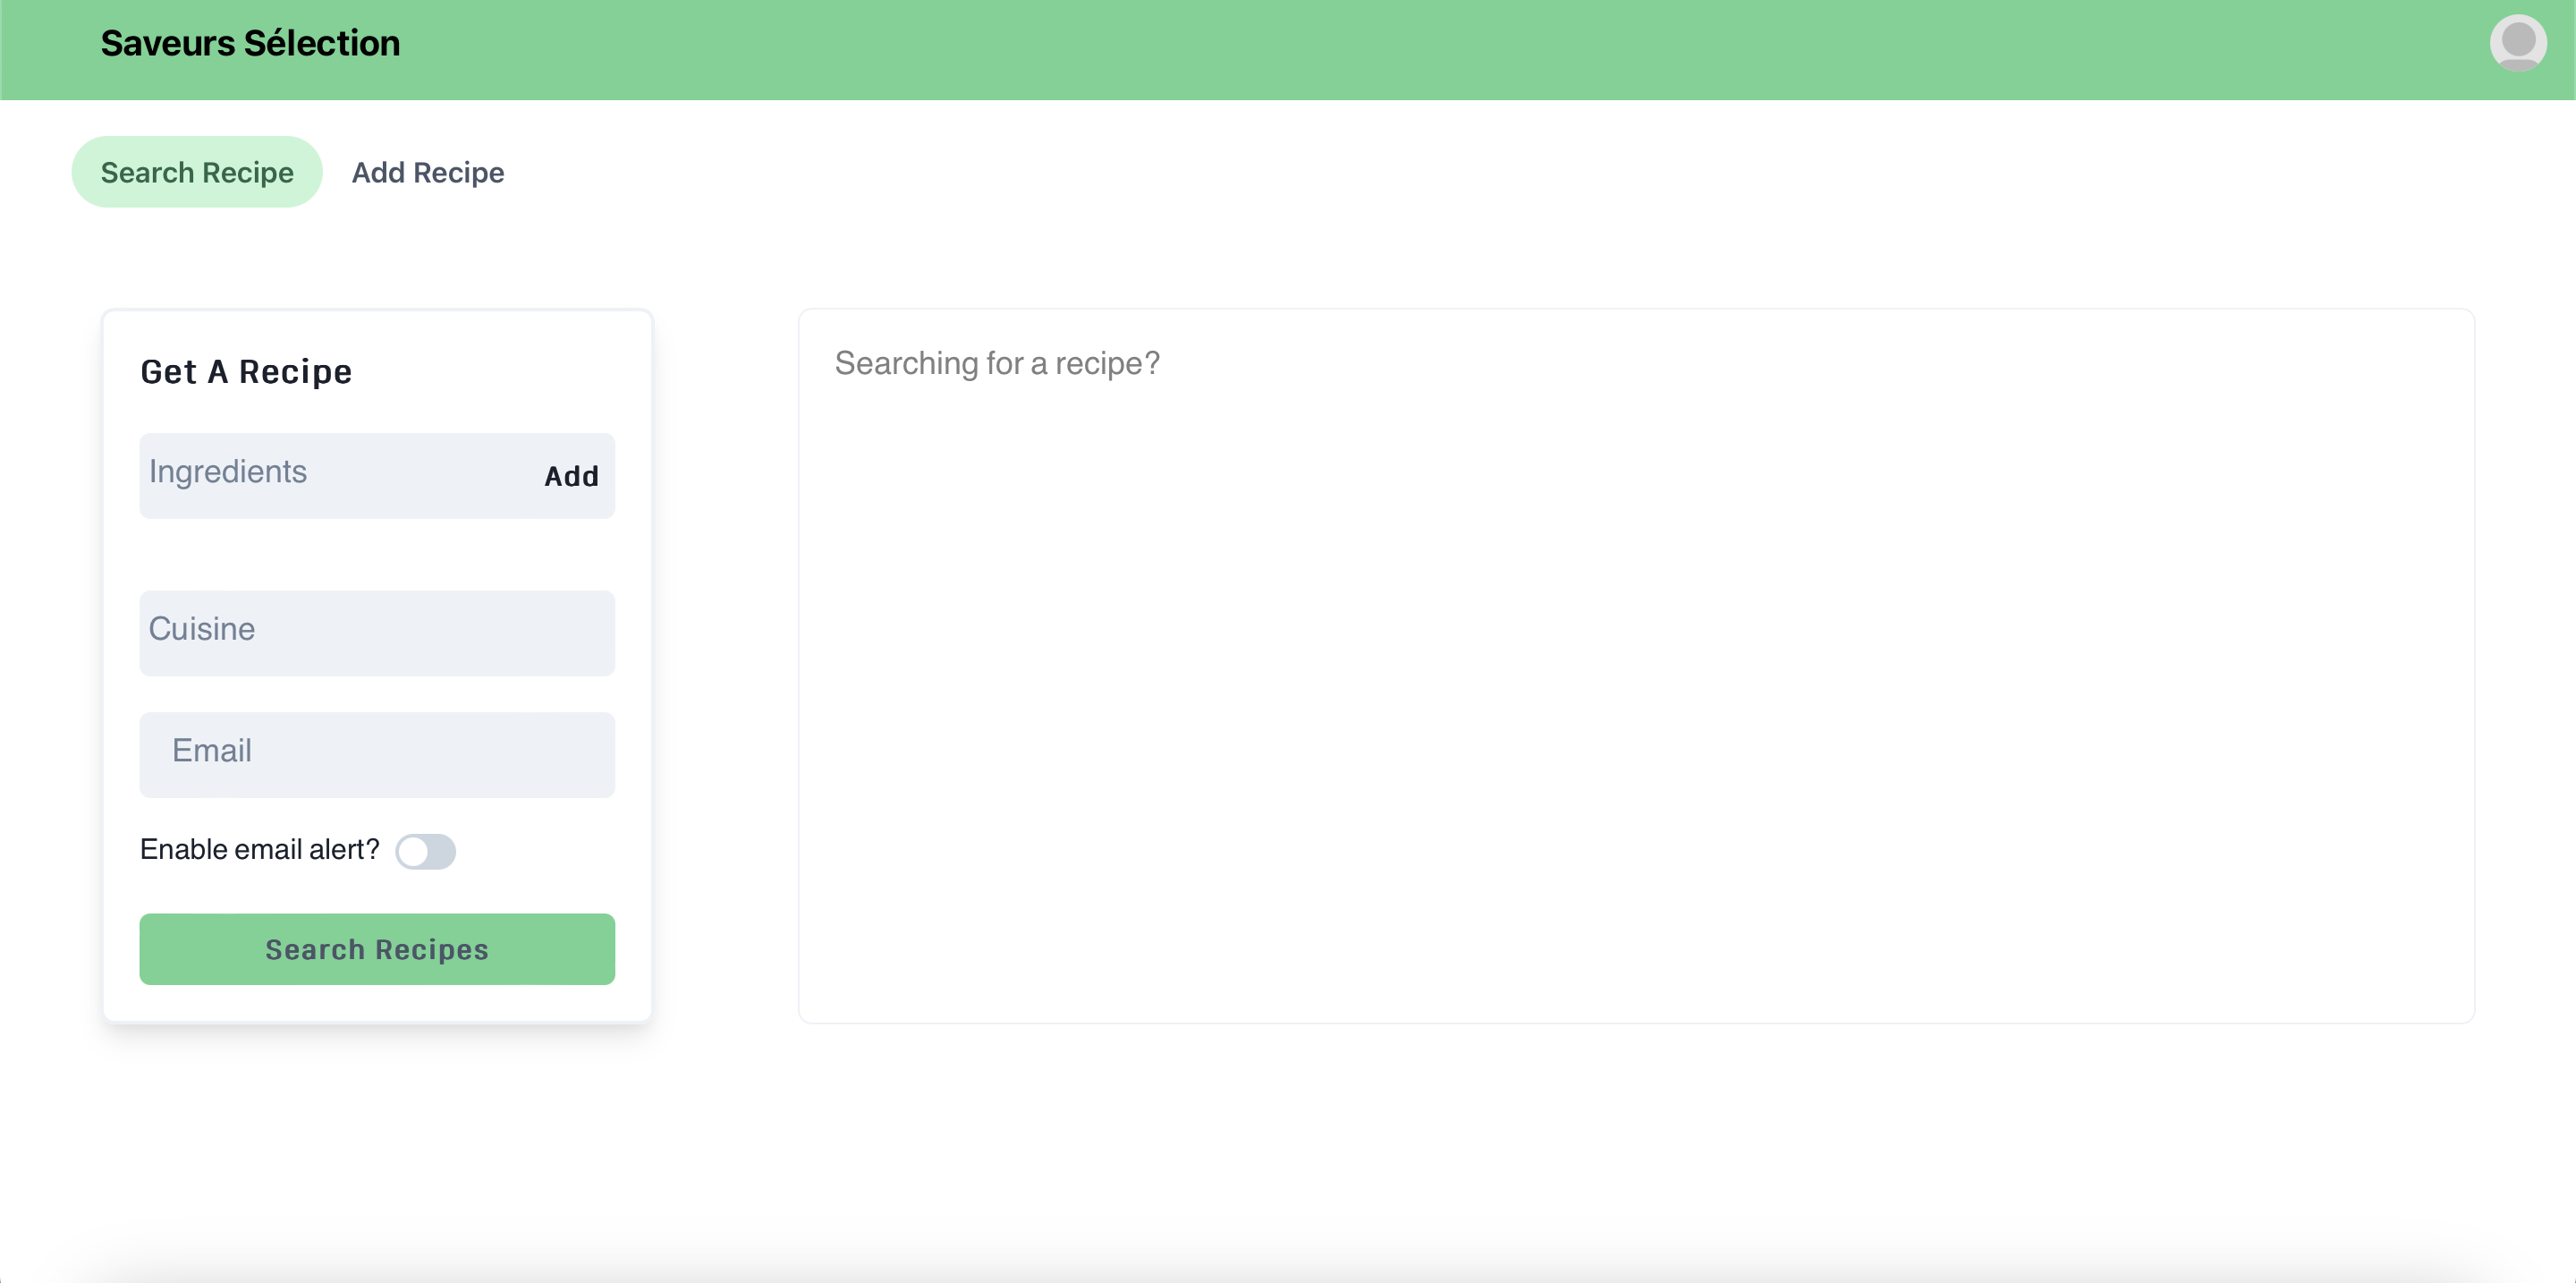 Saveurs Sélection
Search Recipe
Add Recipe
Get A Recipe
Ingredients
Add
Cuisine
Email
Enable email alert?
Search Recipes
Searching for a recipe?